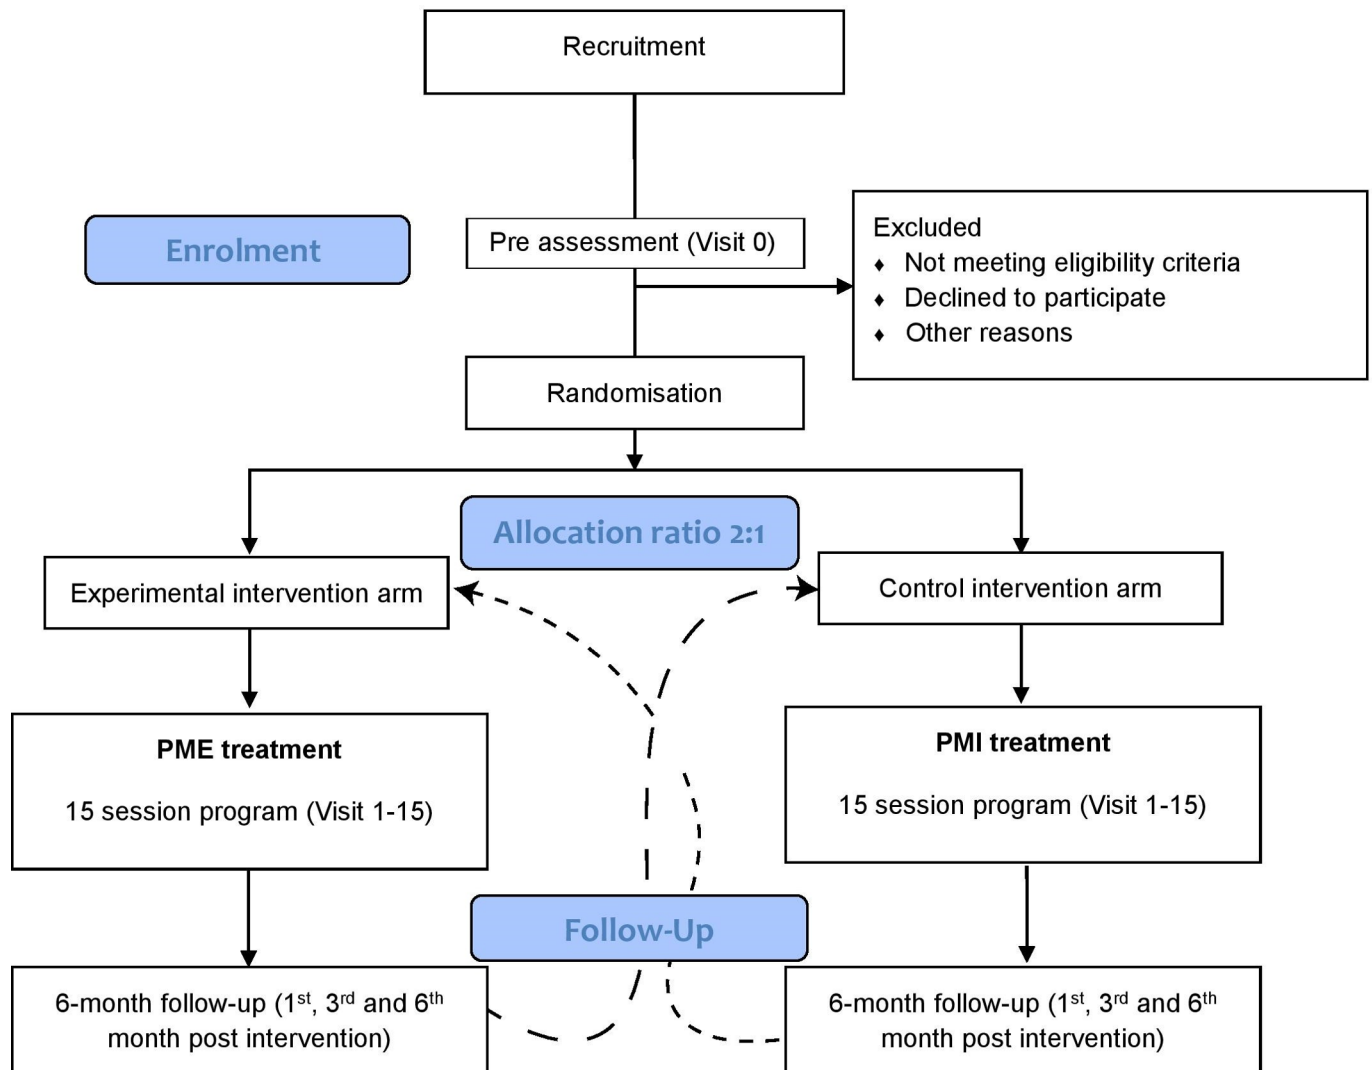 Recruitment
Enrolment
Pre assessment (Visit 0)
Excluded
♦ Not meeting eligibility criteria
♦ Declined to participate
♦ Other reasons
Randomisation
Allocation ratio 2:1
Experimental intervention arm
Control intervention arm
PME treatment
15 session program (Visit 1-15)
PMI treatment
15 session program (Visit 1-15)
Follow-Up
6-month follow-up (1st, 3rd and 6th
month post intervention)
6-month follow-up (1st, 3rd and 6th
month post intervention)